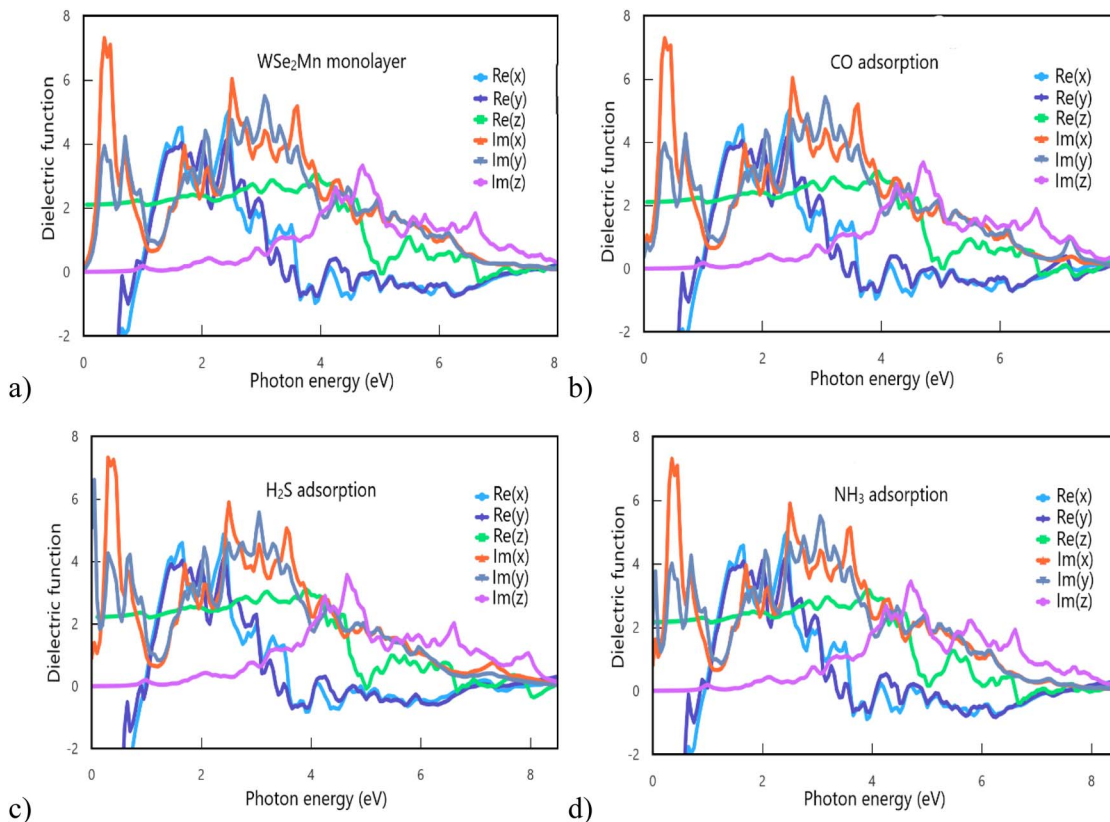 8
6
4
2
0
-2
Dielectric function
WSe₂Mn monolayer
Re(x)
Re(y)
Re(z)
Im(x)
Im(y)
Im(z)
0 2 4 6 8
Photon energy (eV)
a)
8
6
4
2
0
-2
Dielectric function
CO adsorption
Re(x)
Re(y)
Re(z)
Im(x)
Im(y)
Im(z)
0 2 4 6
Photon energy (eV)
b)
8
6
4
2
0
-2
Dielectric function
H₂S adsorption
Re(x)
Re(y)
Re(z)
Im(x)
Im(y)
Im(z)
0 2 4 6 8
Photon energy (eV)
c)
8
6
4
2
0
-2
Dielectric function
NH₃ adsorption
Re(x)
Re(y)
Re(z)
Im(x)
Im(y)
Im(z)
0 2 4 6 8
Photon energy (eV)
d)